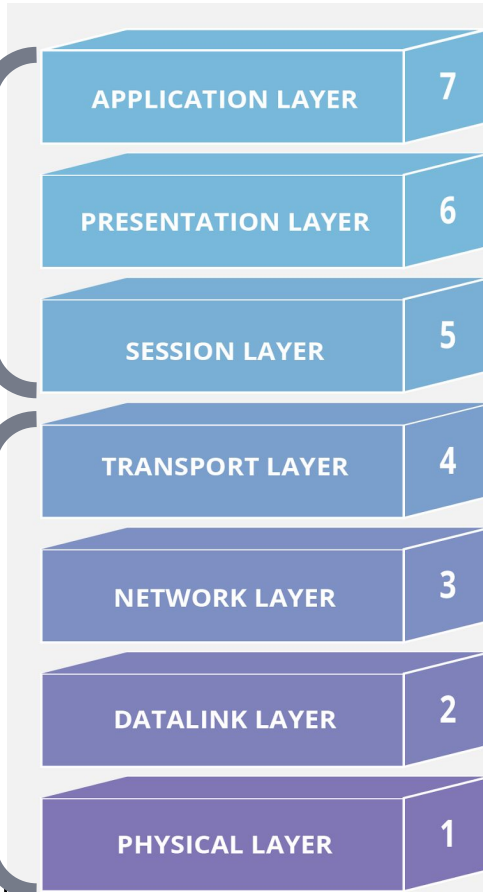 APPLICATION LAYER 7
PRESENTATION LAYER 6
SESSION LAYER 5
TRANSPORT LAYER 4
NETWORK LAYER 3
DATALINK LAYER 2
PHYSICAL LAYER 1